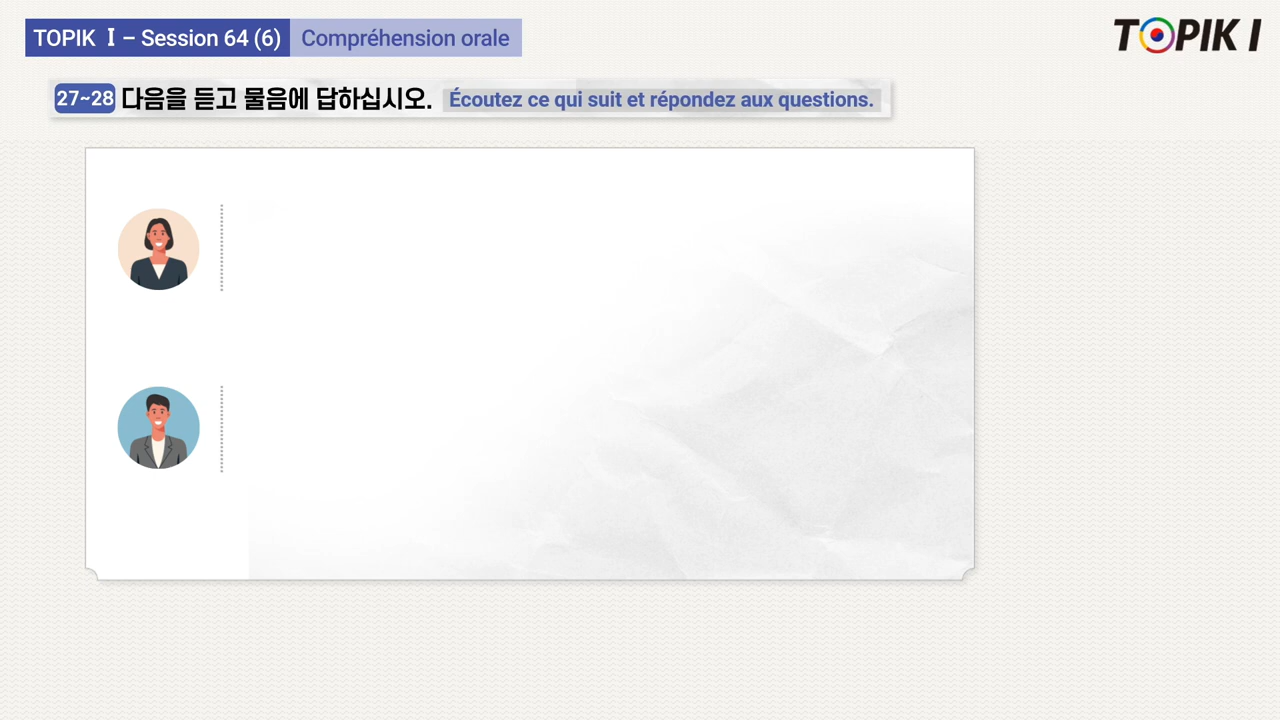 TOPIK Ⅰ – Session 64 (6) Compréhension orale
TOPIK I
27~28 다음을 듣고 물음에 답하십시오. Écoutez ce qui suit et répondez aux questions.